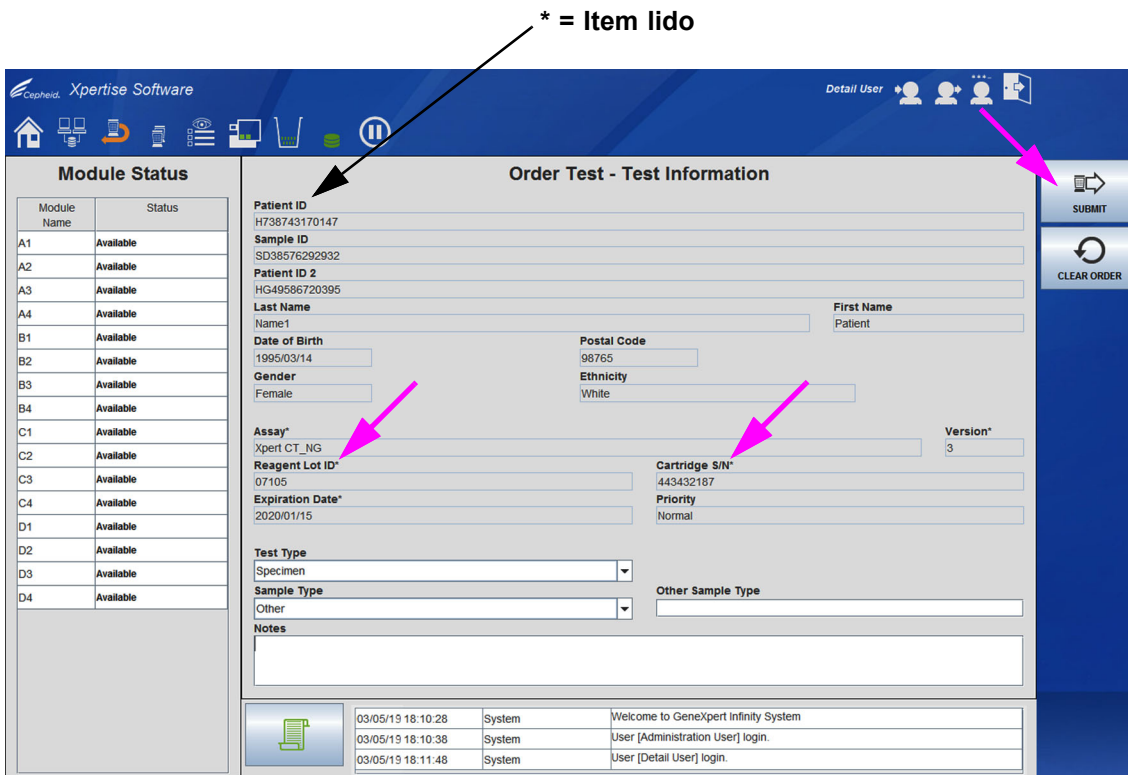 * = Item lido
Cepheid. Xpertise Software
Detail User
Module Status
Module Name Status
A1 Available
A2 Available
A3 Available
A4 Available
B1 Available
B2 Available
B3 Available
B4 Available
C1 Available
C2 Available
C3 Available
C4 Available
D1 Available
D2 Available
D3 Available
D4 Available
Order Test - Test Information
Patient ID
H738743170147
Sample ID
SD38576292932
Patient ID 2
HG49586720395
Last Name First Name
Name1 Patient
Date of Birth Postal Code
1995/03/14 98765
Gender Ethnicity
Female White
Assay* Version*
Xpert CT_NG 3
Reagent Lot ID* Cartridge S/N*
07105 443432187
Expiration Date* Priority
2020/01/15 Normal
Test Type
Specimen
Sample Type Other Sample Type
Other
Notes
SUBMIT
CLEAR ORDER
03/05/19 18:10:28 System Welcome to GeneXpert Infinity System
03/05/19 18:10:38 System User [Administration User] login.
03/05/19 18:11:48 System User [Detail User] login.